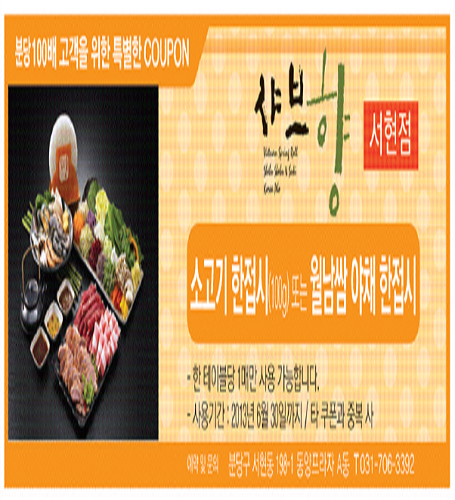 분당100배 고객을 위한 특별한 COUPON
샤브향
서현점
Vietnam Spring Roll
소고기 한접시(100g) 또는 월남쌈 야채 한접시
- 한 테이블당 1매만 사용 가능합니다.
- 사용기간 : 2013년 6월 30일까지 / 타 쿠폰과 중복 사
예약 및 문의 분당구 서현동 198-1 동양프라자 A동 T031-706-3392